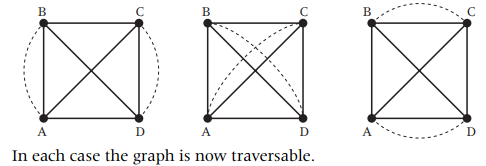 B C B C B C
A D A D A D
In each case the graph is now traversable.